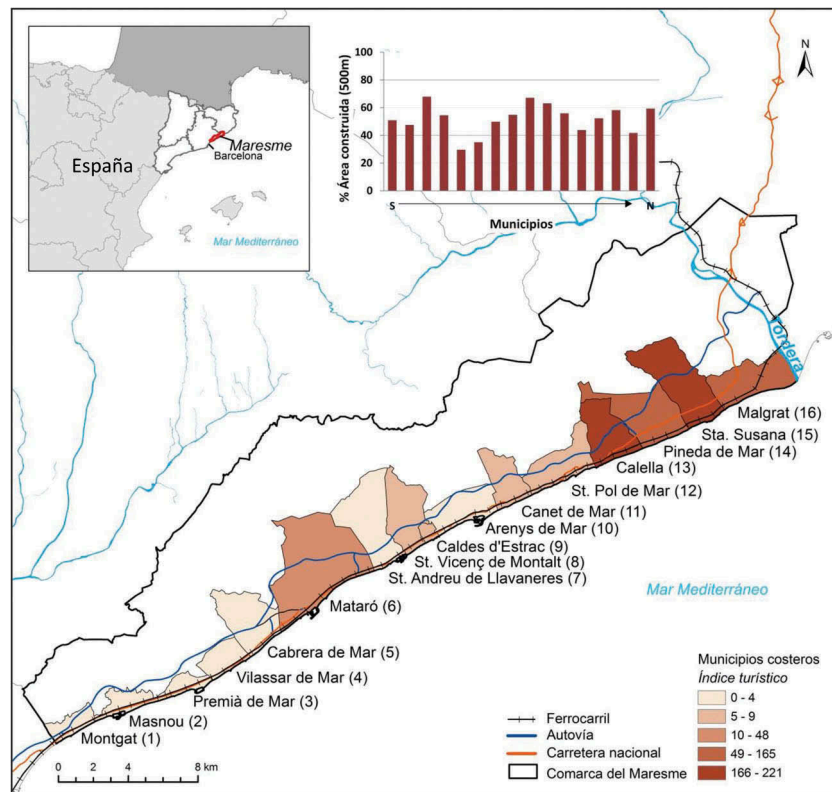 España
Maresme
Barcelona
Mar Mediterráneo
% Área construida (500m)
100
80
60
40
20
0
S
N
Municipios
N
Tordera
Malgrat (16)
Sta. Susana (15)
Pineda de Mar (14)
Calella (13)
St. Pol de Mar (12)
Canet de Mar (11)
Arenys de Mar (10)
Caldes d'Estrac (9)
St. Vicenç de Montalt (8)
St. Andreu de Llavaneres (7)
Mataró (6)
Cabrera de Mar (5)
Vilassar de Mar (4)
Premià de Mar (3)
Masnou (2)
Montgat (1)
Mar Mediterráneo
0 2 4 8 km
Ferrocarril
Autovía
Carretera nacional
Comarca del Maresme
Municipios costeros
Índice turístico
0 - 4
5 - 9
10 - 48
49 - 165
166 - 221